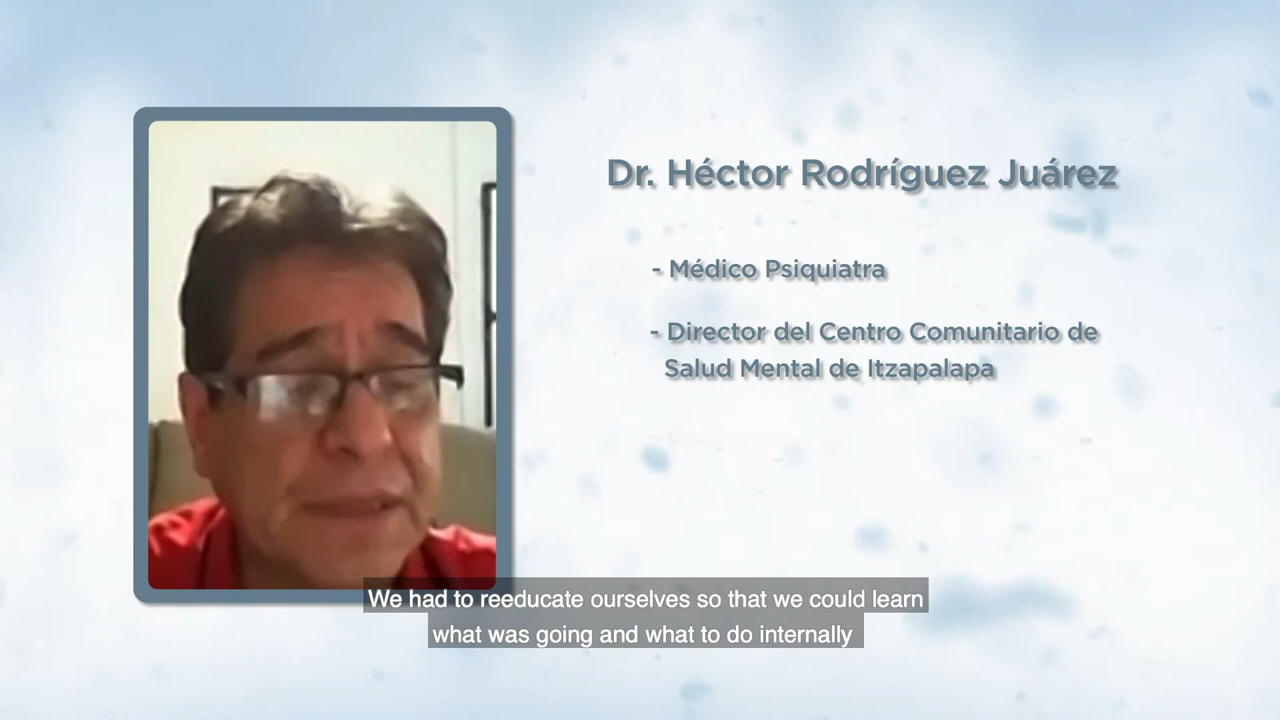 Dr. Héctor Rodríguez Juárez
- Médico Psiquiatra
- Director del Centro Comunitario de
Salud Mental de Itzapalapa
We had to reeducate ourselves so that we could learn
what was going and what to do internally